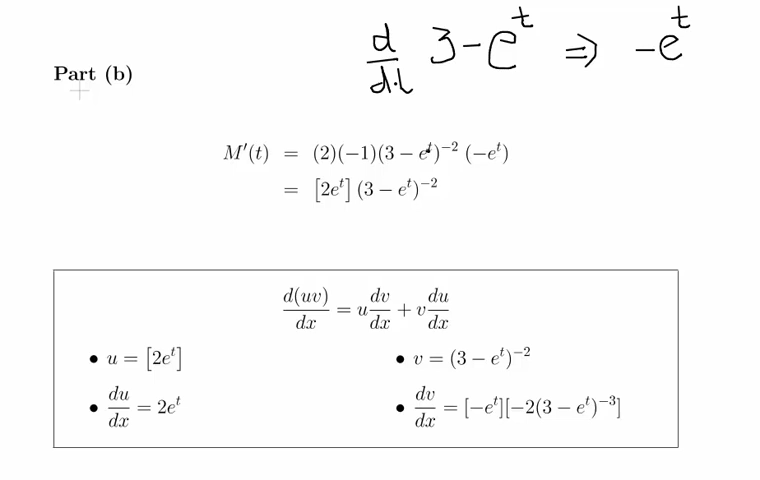 d/dt 3 - e^t ⇒ -e^t
Part (b)
M′(t) = (2)(−1)(3 − e^t)^−2 (−e^t)
= [2e^t] (3 − e^t)^−2
d(uv)/dx = u dv/dx + v du/dx
• u = [2e^t] • v = (3 − e^t)^−2
• du/dx = 2e^t • dv/dx = [−e^t][−2(3 − e^t)^−3]